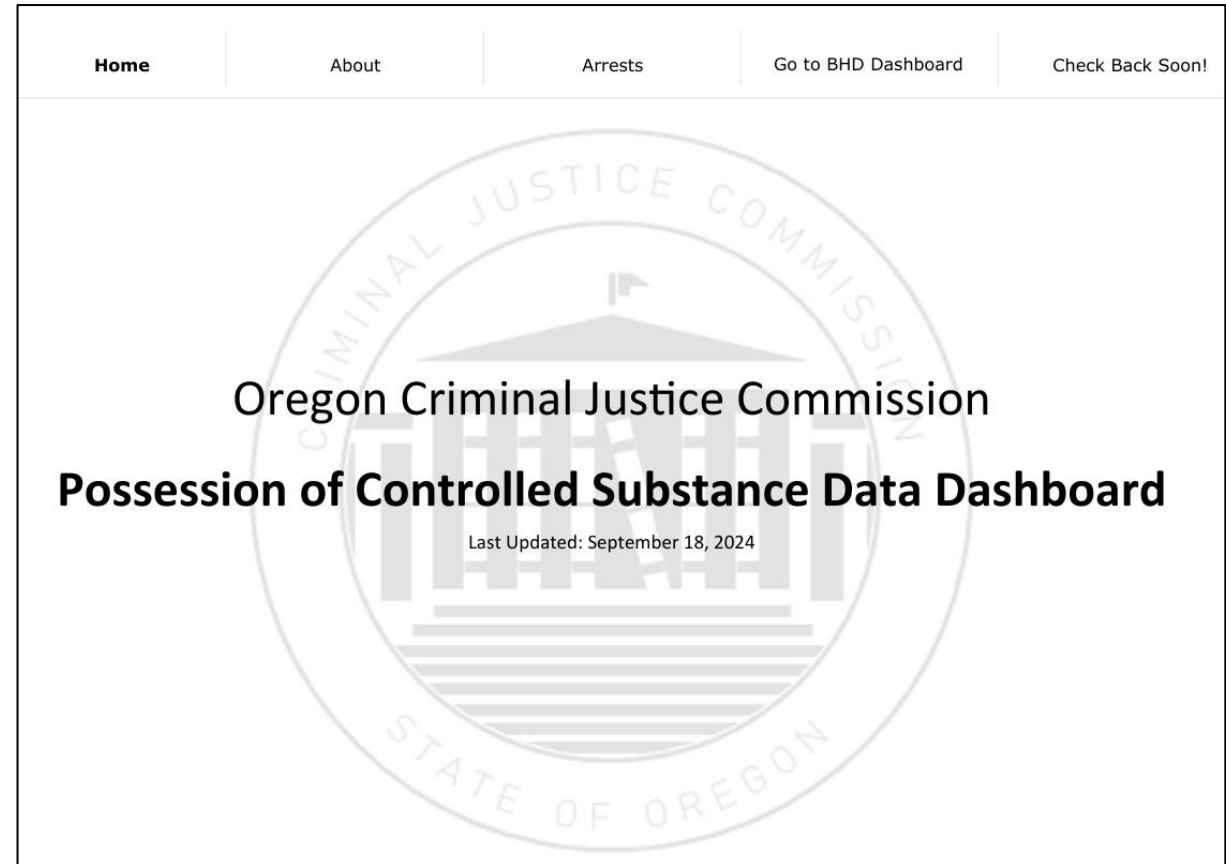 Home
About
Arrests
Go to BHD Dashboard
Check Back Soon!
CRIMINAL JUSTICE COMMISSION
Oregon Criminal Justice Commission
Possession of Controlled Substance Data Dashboard
Last Updated: September 18, 2024
STATE OF OREGON